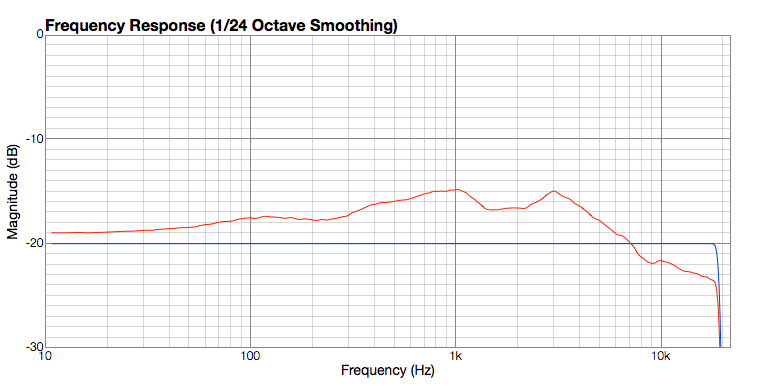 Frequency Response (1/24 Octave Smoothing)
0
-10
-20
-30
Magnitude (dB)
10 100 1k 10k
Frequency (Hz)